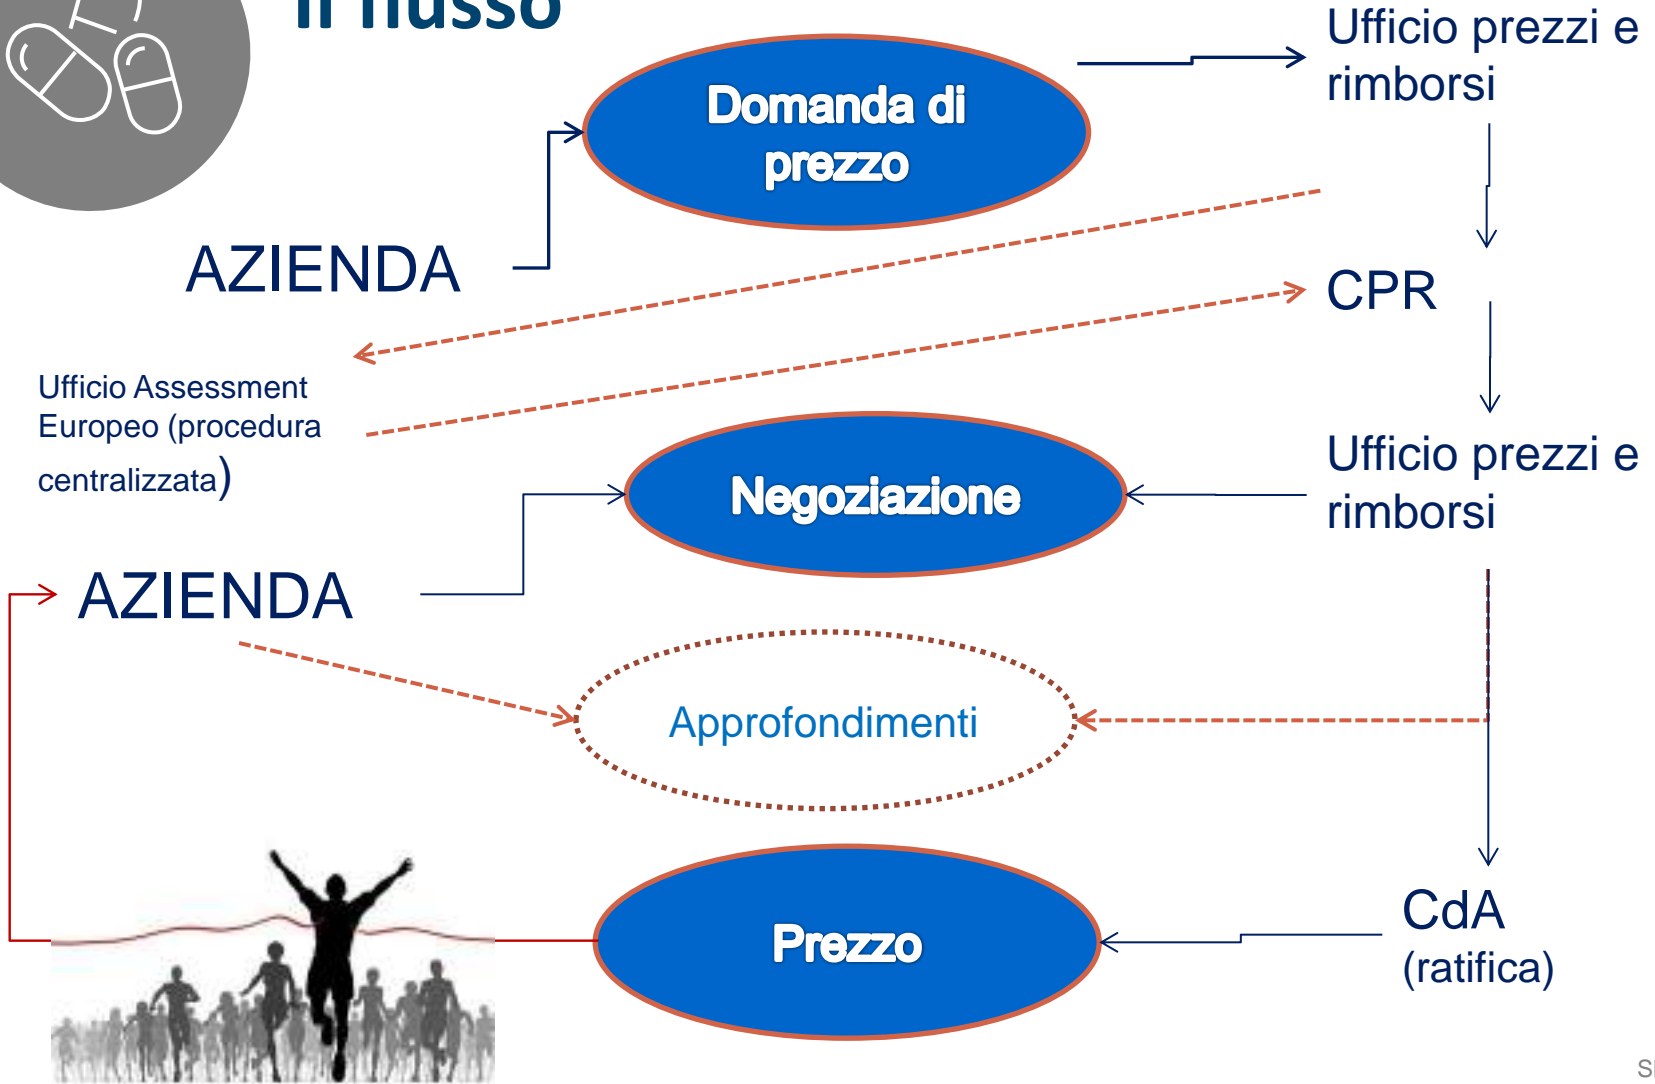 Il flusso
Ufficio prezzi e
rimborsi
Domanda di
prezzo
AZIENDA
CPR
Ufficio Assessment
Europeo (procedura
centralizzata)
Ufficio prezzi e
rimborsi
Negoziazione
AZIENDA
Approfondimenti
CdA
(ratifica)
Prezzo